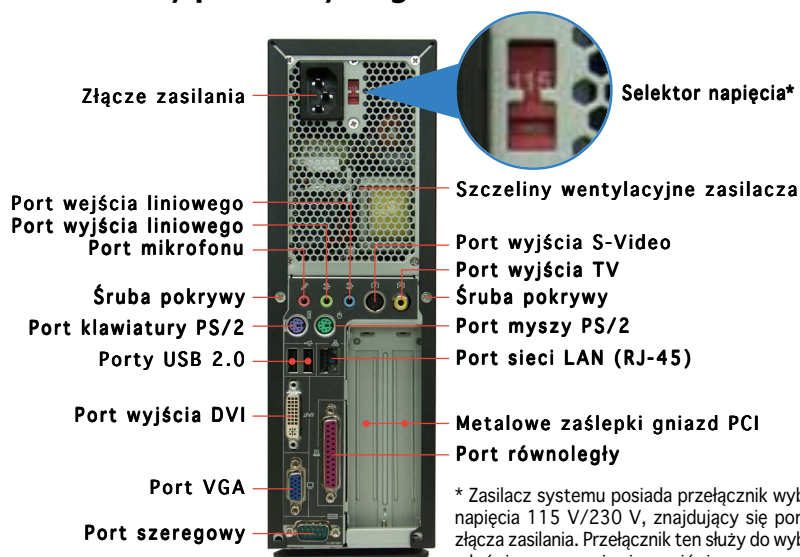 Złącze zasilania
115
Selektor napięcia*
Szczeliny wentylacyjne zasilacza
Port wejścia liniowego
Port wyjścia liniowego
Port mikrofonu
Port wyjścia S-Video
Port wyjścia TV
Śruba pokrywy
Śruba pokrywy
Port klawiatury PS/2
Port myszy PS/2
Porty USB 2.0
Port sieci LAN (RJ-45)
Port wyjścia DVI
DVI
Metalowe zaślepki gniazd PCI
Port równoległy
Port VGA
Port szeregowy
* Zasilacz systemu posiada przełącznik
napięcia 115 V/230 V, znajdujący się
złącza zasilania. Przełącznik ten służy do